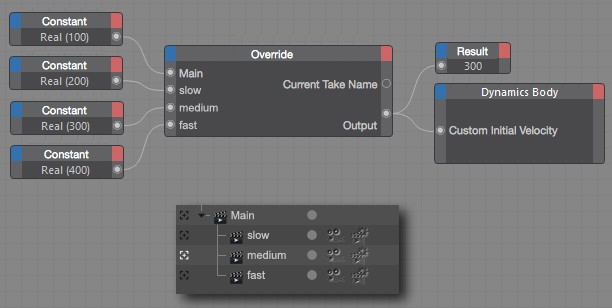 Constant
Real (100)
Constant
Real (200)
Constant
Real (300)
Constant
Real (400)
Override
Main
slow
medium
fast
Current Take Name
Output
Result
300
Dynamics Body
Custom Initial Velocity
Main
slow
medium
fast